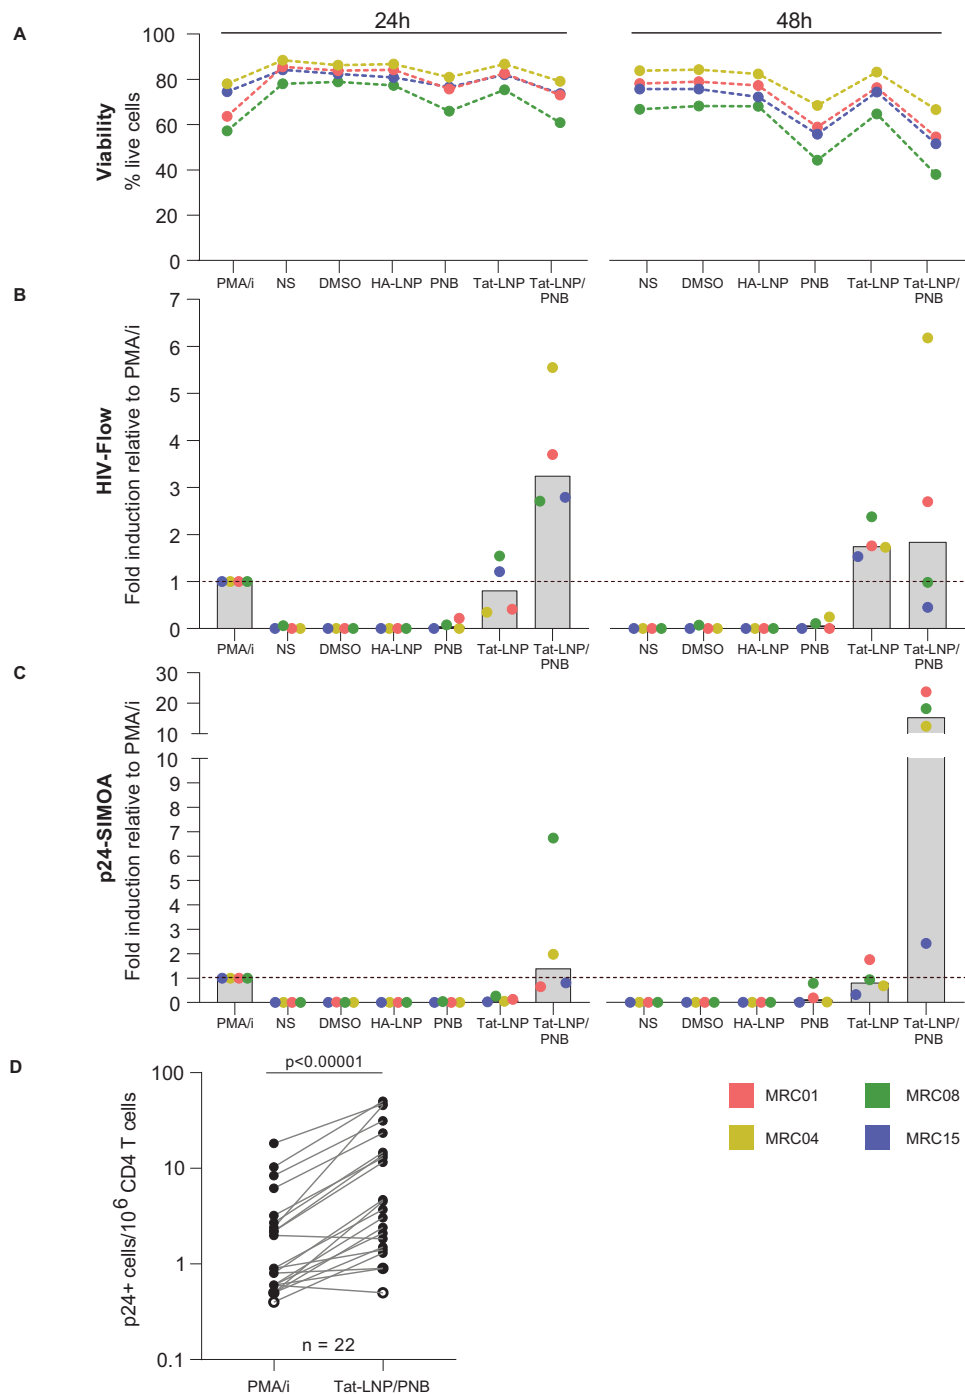 A
24h
48h
Viability
% live cells
100
80
60
40
20
0
PMA/i NS DMSO HA-LNP PNB Tat-LNP Tat-LNP/
PNB
NS DMSO HA-LNP PNB Tat-LNP Tat-LNP/
PNB
B
HIV-Flow
Fold induction relative to PMA/i
7
6
5
4
3
2
1
0
PMA/i NS DMSO HA-LNP PNB Tat-LNP Tat-LNP/
PNB
NS DMSO HA-LNP PNB Tat-LNP Tat-LNP/
PNB
C
p24-SIMOA
Fold induction relative to PMA/i
30
20
10
10
9
8
7
6
5
4
3
2
1
0
PMA/i NS DMSO HA-LNP PNB Tat-LNP Tat-LNP/
PNB
NS DMSO HA-LNP PNB Tat-LNP Tat-LNP/
PNB
D
p<0.00001
p24+ cells/10⁶ CD4 T cells
100
10
1
0.1
n = 22
PMA/i Tat-LNP/PNB
MRC01 MRC08
MRC04 MRC15